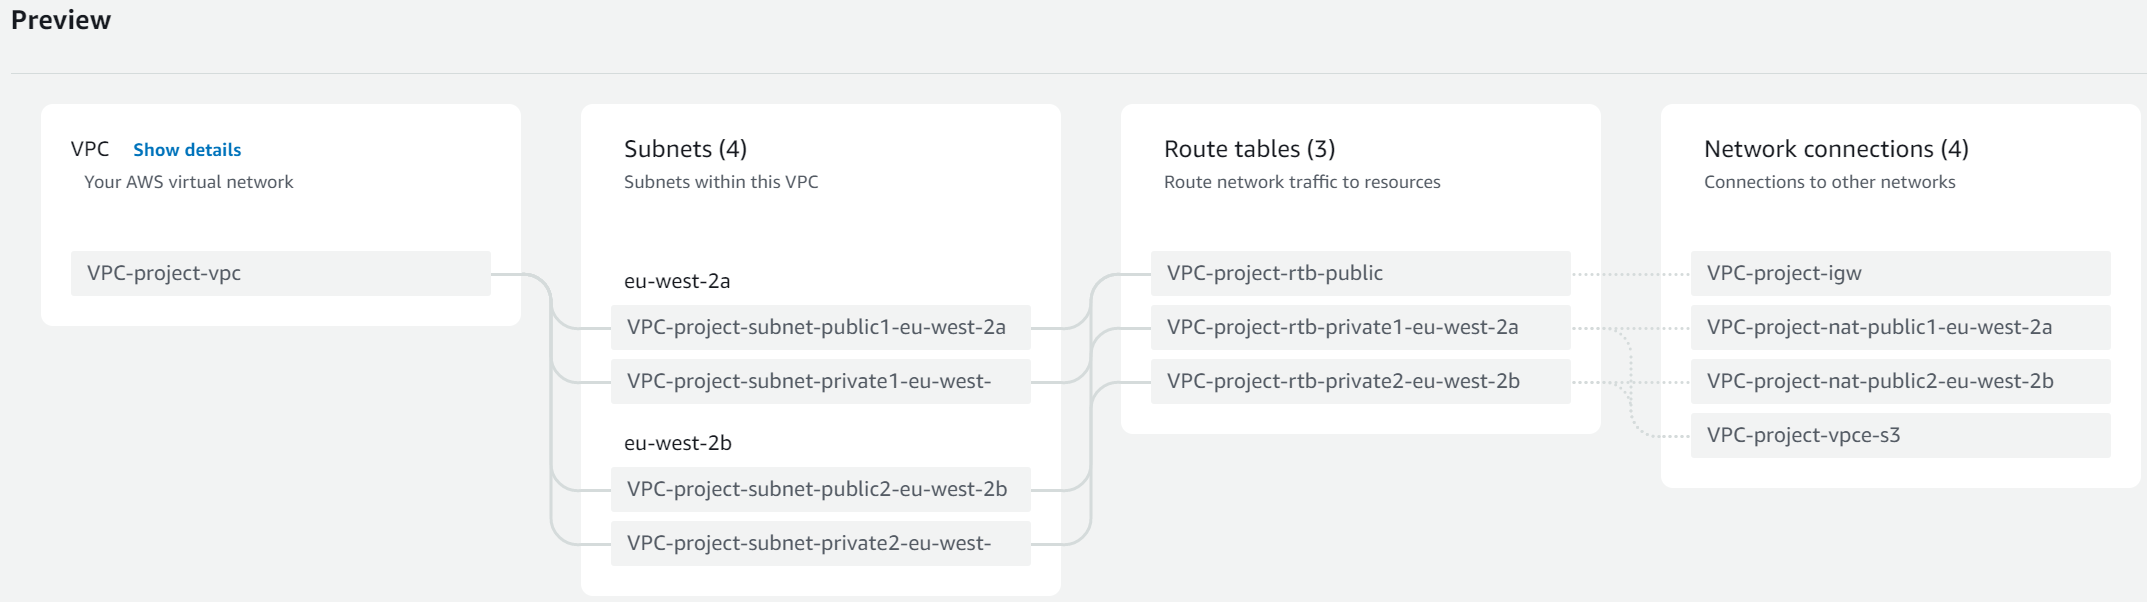 Preview
VPC Show details
Your AWS virtual network
VPC-project-vpc
Subnets (4)
Subnets within this VPC
eu-west-2a
VPC-project-subnet-public1-eu-west-2a
VPC-project-subnet-private1-eu-west-
eu-west-2b
VPC-project-subnet-public2-eu-west-2b
VPC-project-subnet-private2-eu-west-
Route tables (3)
Route network traffic to resources
VPC-project-rtb-public
VPC-project-rtb-private1-eu-west-2a
VPC-project-rtb-private2-eu-west-2b
Network connections (4)
Connections to other networks
VPC-project-igw
VPC-project-nat-public1-eu-west-2a
VPC-project-nat-public2-eu-west-2b
VPC-project-vpce-s3